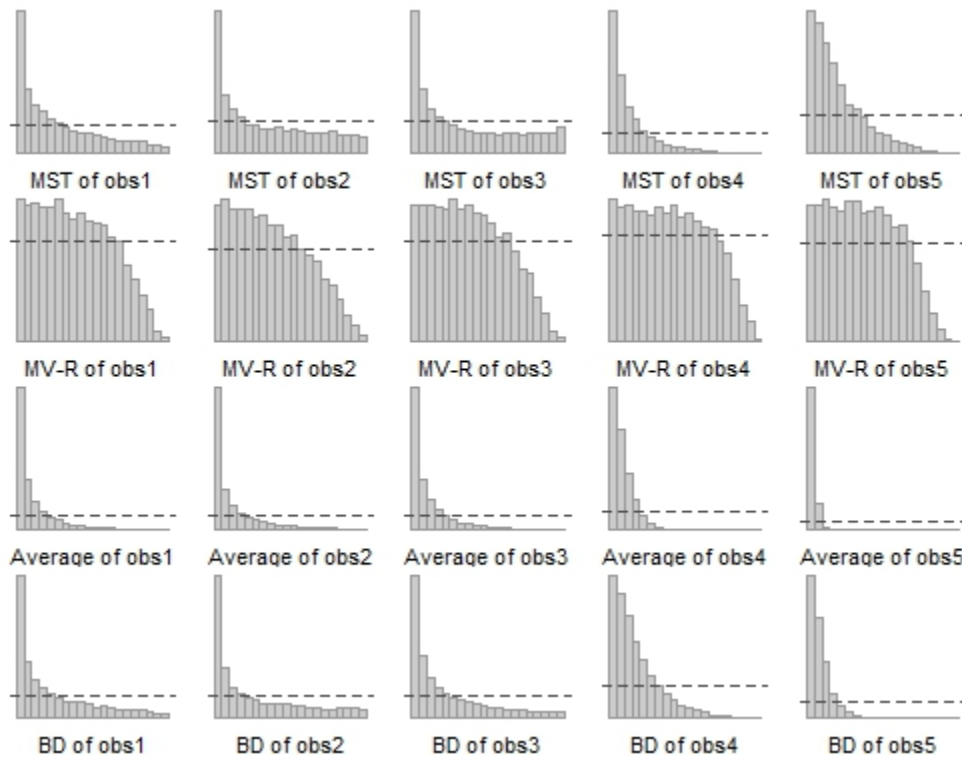 MST of obs1 MST of obs2 MST of obs3 MST of obs4 MST of obs5
MV-R of obs1 MV-R of obs2 MV-R of obs3 MV-R of obs4 MV-R of obs5
Average of obs1 Average of obs2 Average of obs3 Average of obs4 Average of obs5
BD of obs1 BD of obs2 BD of obs3 BD of obs4 BD of obs5